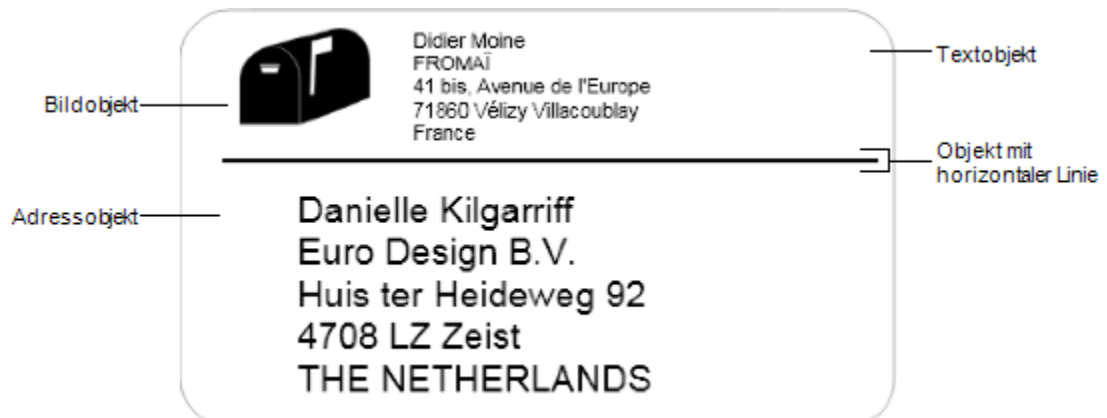 Didier Moine
FROMAÏ
41 bis, Avenue de l'Europe
71860 Vélizy Villacoublay
France
Textobjekt
Bildobjekt
Objekt mit
horizontaler Linie
Adressobjekt
Danielle Kilgarriff
Euro Design B.V.
Huis ter Heideweg 92
4708 LZ Zeist
THE NETHERLANDS